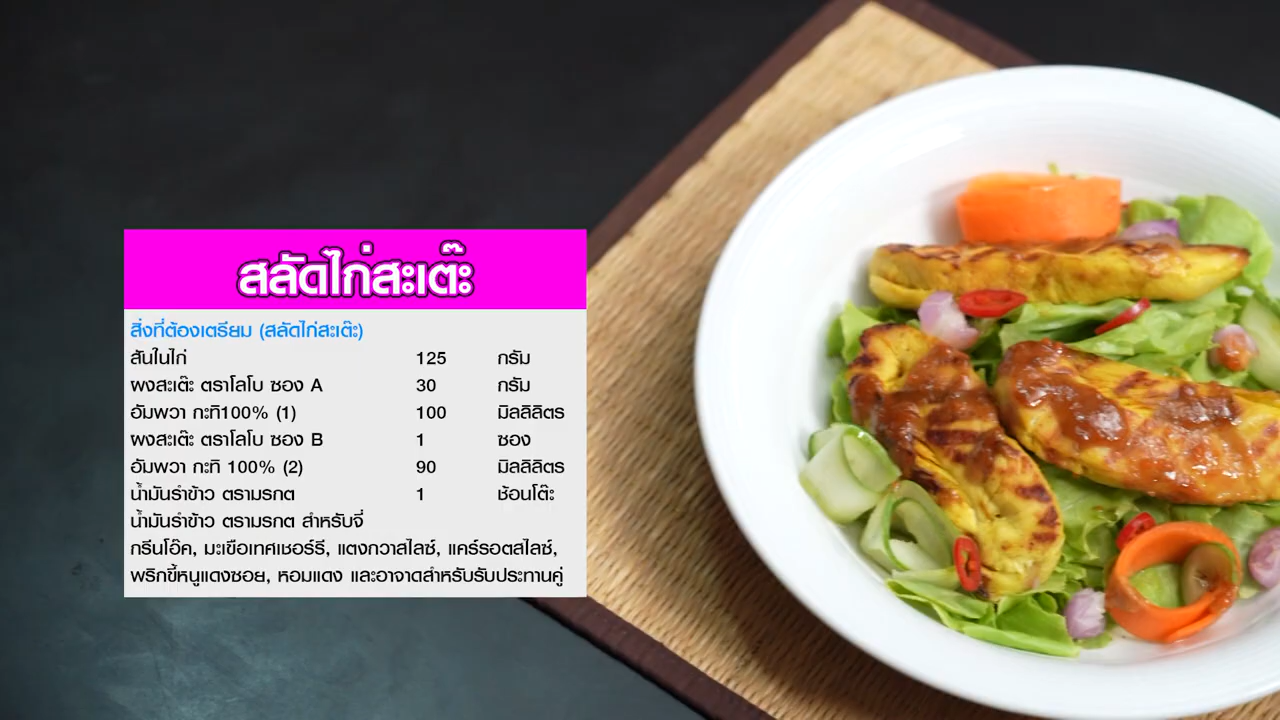 สลัดไก่สะเต๊ะ
สิ่งที่ต้องเตรียม (สลัดไก่สะเต๊ะ)
สันในไก่ 125 กรัม
ผงสะเต๊ะ ตราโลโบ ซอง A 30 กรัม
อัมพวา กะทิ100% (1) 100 มิลลิลิตร
ผงสะเต๊ะ ตราโลโบ ซอง B 1 ซอง
อัมพวา กะทิ 100% (2) 90 มิลลิลิตร
น้ำมันรำข้าว ตรามรกต 1 ช้อนโต๊ะ
น้ำมันรำข้าว ตรามรกต สำหรับจี่
กรีนโอ๊ค, มะเขือเทศเชอร์รี, แตงกวาสไลซ์, แคร์รอตสไลซ์,
พริกขี้หนูแดงซอย, หอมแดง และอาจาดสำหรับรับประทานคู่